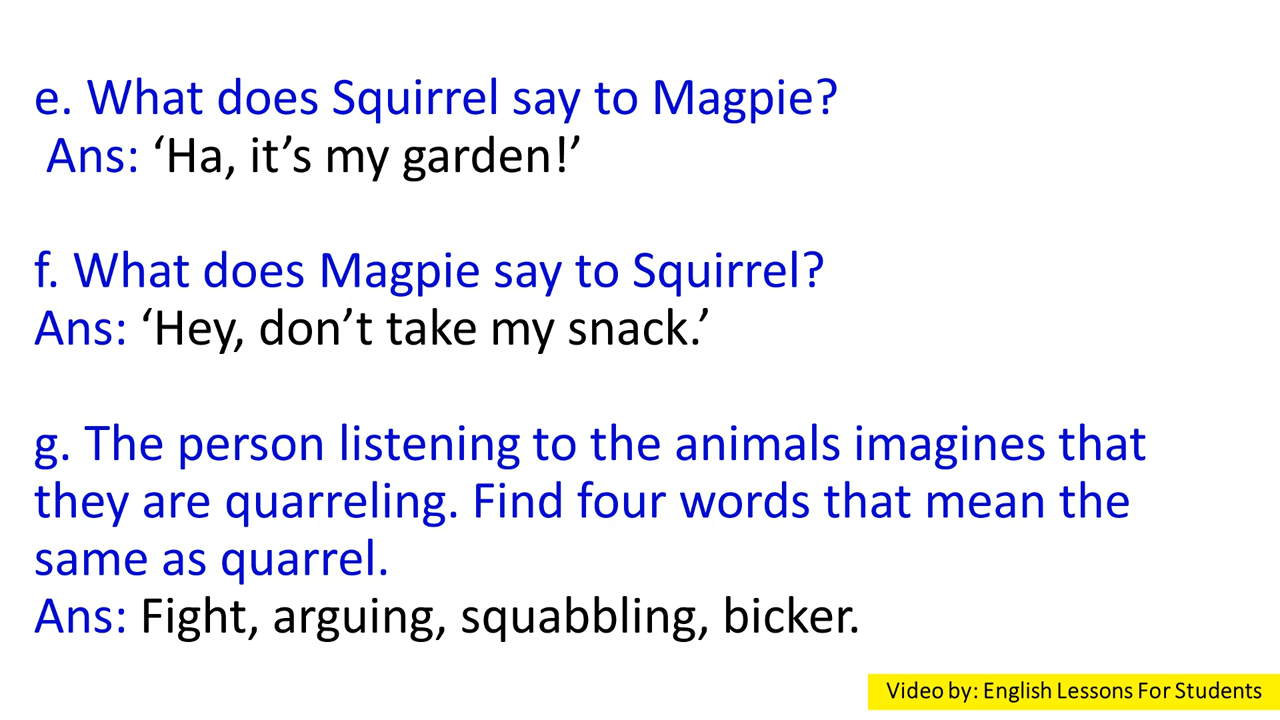 e. What does Squirrel say to Magpie?
Ans: ‘Ha, it’s my garden!’
f. What does Magpie say to Squirrel?
Ans: ‘Hey, don’t take my snack.’
g. The person listening to the animals imagines that
they are quarreling. Find four words that mean the
same as quarrel.
Ans: Fight, arguing, squabbling, bicker.
Video by: English Lessons For Students